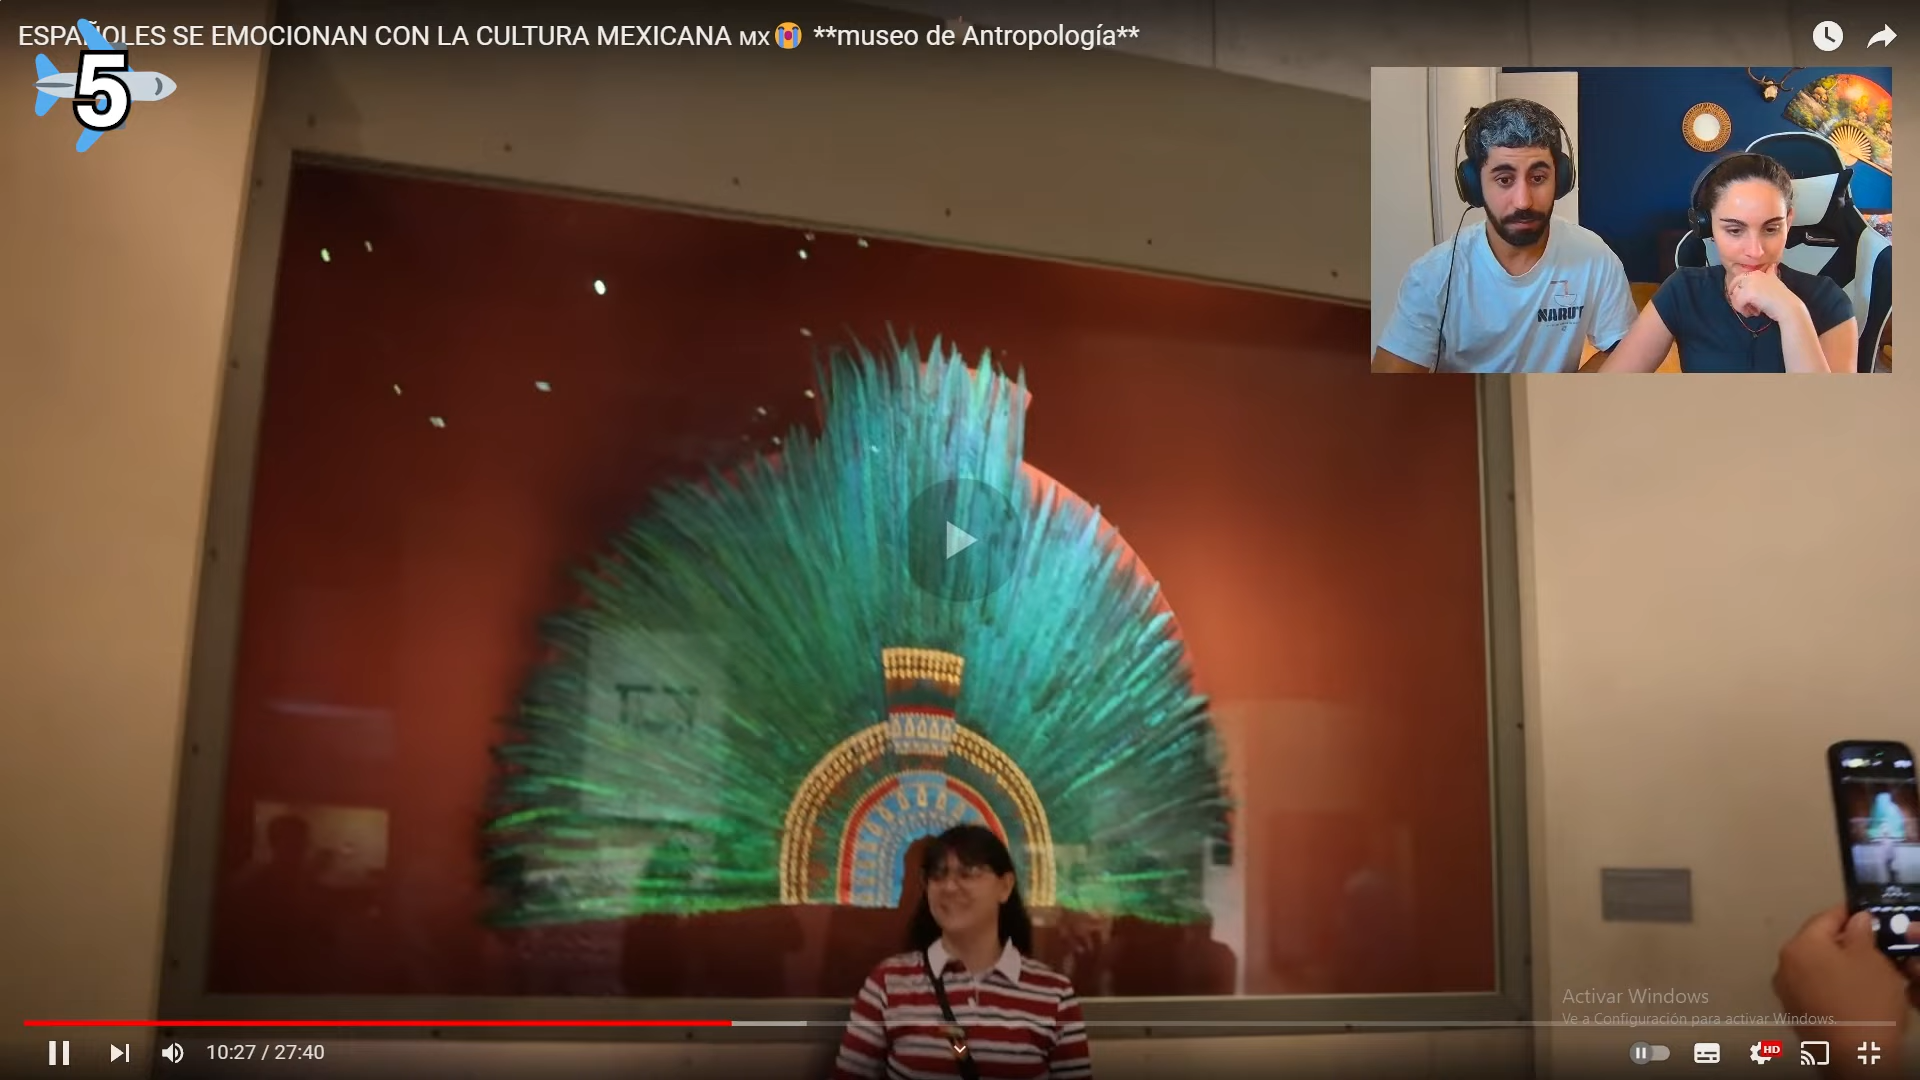 ESPAÑOLES SE EMOCIONAN CON LA CULTURA MEXICANA MX😭 **museo de Antropología**
5
NARUT
Activar Windows
Ve a Configuración para activar Windows.
10:27 / 27:40
HD